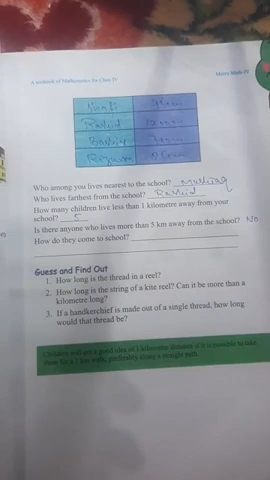 A textbook of Mathematics for Class IV
Maths Magic-IV
Rashid
Who among you lives nearest to the school?
Who lives farthest from the school? Rashid
How many children live less than 1 kilometre away from your
school? 5
Is there anyone who lives more than 5 km away from the school? No
How do they come to school?
Guess and Find Out
1. How long is the thread in a reel?
2. How long is the string of a kite reel? Can it be more than a
kilometre long?
3. If a handkerchief is made out of a single thread, how long
would that thread be?
Children will get a good idea of 1 kilometre distance if it is possible to take
them for a 1 km walk, preferably along a straight path.